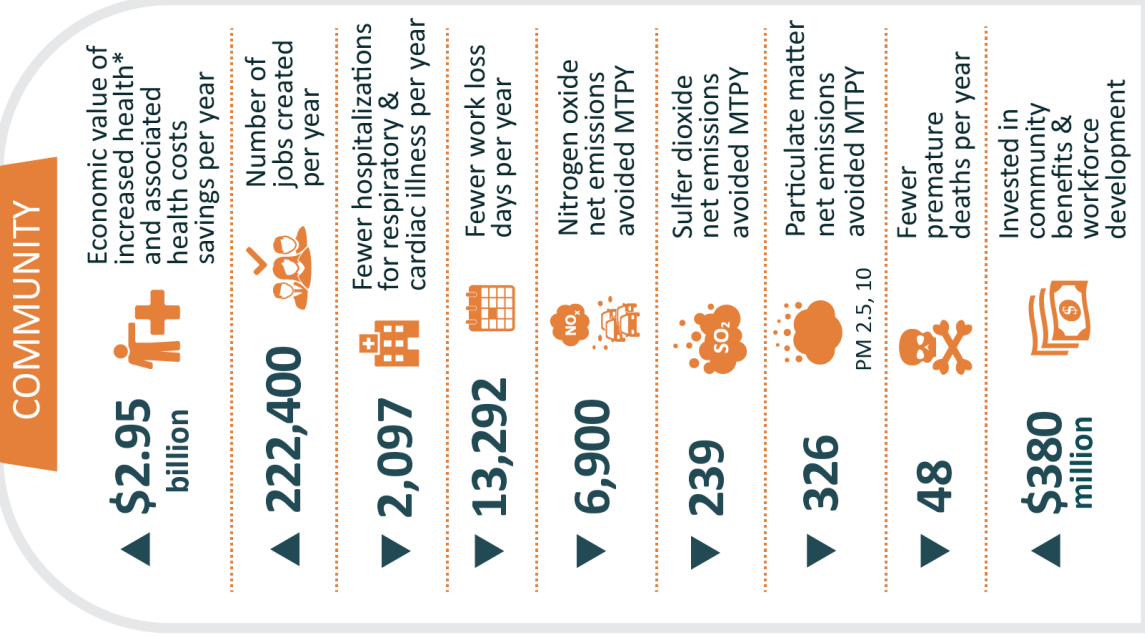 COMMUNITY
▲ $2.95
billion
Economic value of
increased health*
and associated
health costs
savings per year
▲ 222,400
Number of
jobs created
per year
▼ 2,097
Fewer hospitalizations
for respiratory &
cardiac illness per year
▼ 13,292
Fewer work loss
days per year
▼ 6,900
NOx
Nitrogen oxide
net emissions
avoided MTPY
▼ 239
SO₂
Sulfer dioxide
net emissions
avoided MTPY
▼ 326
PM 2.5, 10
Particulate matter
net emissions
avoided MTPY
▼ 48
Fewer
premature
deaths per year
▲ $380
million
$
Invested in
community
benefits &
workforce
development